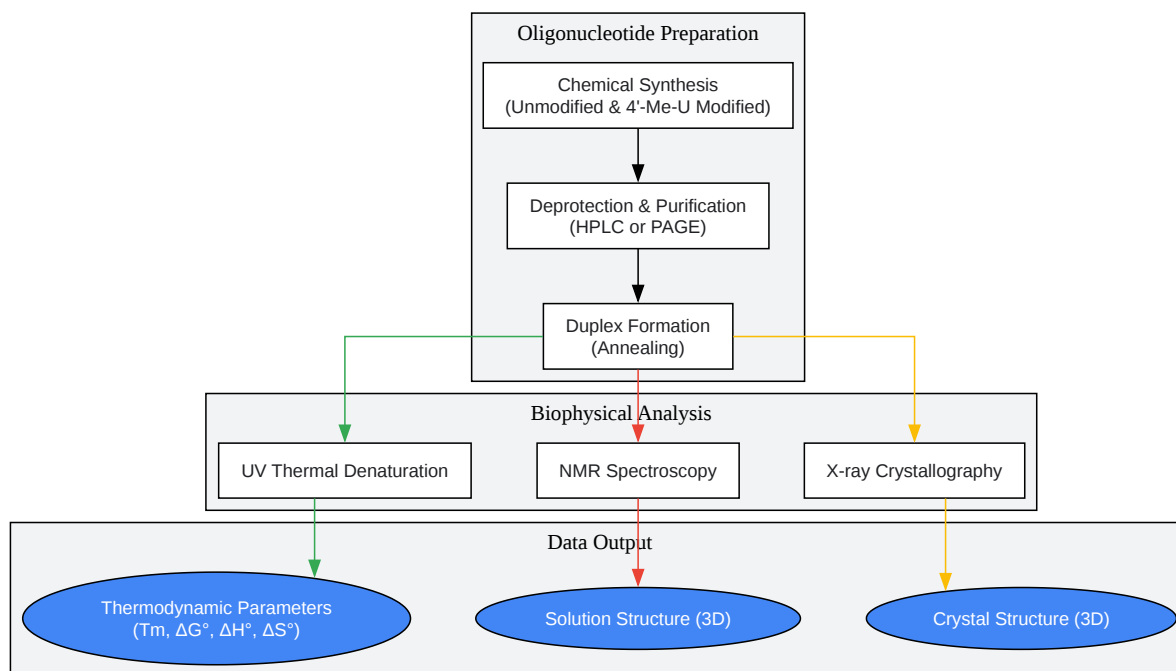 Oligonucleotide Preparation
Chemical Synthesis
(Unmodified & 4'-Me-U Modified)
Deprotection & Purification
(HPLC or PAGE)
Duplex Formation
(Annealing)
Biophysical Analysis
UV Thermal Denaturation
NMR Spectroscopy
X-ray Crystallography
Data Output
Thermodynamic Parameters
(Tm, ΔG°, ΔH°, ΔS°)
Solution Structure (3D)
Crystal Structure (3D)